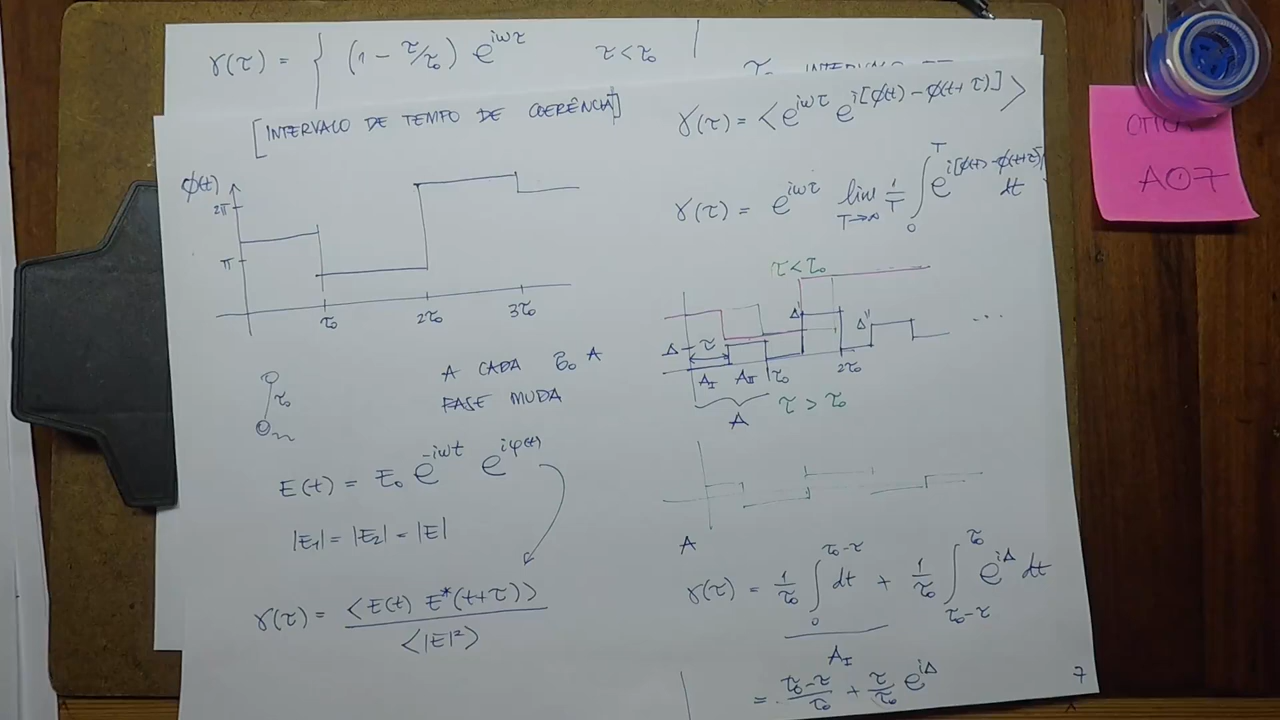 γ(τ) = { (1 - τ/τ₀) e^{iωτ} τ < τ₀
[INTERVALO DE TEMPO DE COERÊNCIA]
φ(t)
2π
π
τ₀ 2τ₀ 3τ₀
A CADA τ₀ A
FASE MUDA
τ₀
E(t) = E₀ e^{-iωt} e^{iφ(t)}
|E₁| = |E₂| = |E|
γ(τ) = <E(t) E*(t+τ)> / <|E|²>
γ(τ) = <e^{iωτ} e^{i[φ(t) - φ(t+τ)]}>
γ(τ) = e^{iωτ} lim_{T→∞} 1/T ∫₀^T e^{i[φ(t) - φ(t+τ)]} dt
τ < τ₀
Δ τ Δ' Δ'' ...
A_I A_II τ₀ 2τ₀
A τ > τ₀
A
γ(τ) = 1/τ₀ ∫₀^{τ₀-τ} dt + 1/τ₀ ∫_{τ₀-τ}^{τ₀} e^{iΔ} dt
A_I
= (τ₀-τ)/τ₀ + τ/τ₀ e^{iΔ}
7
A07